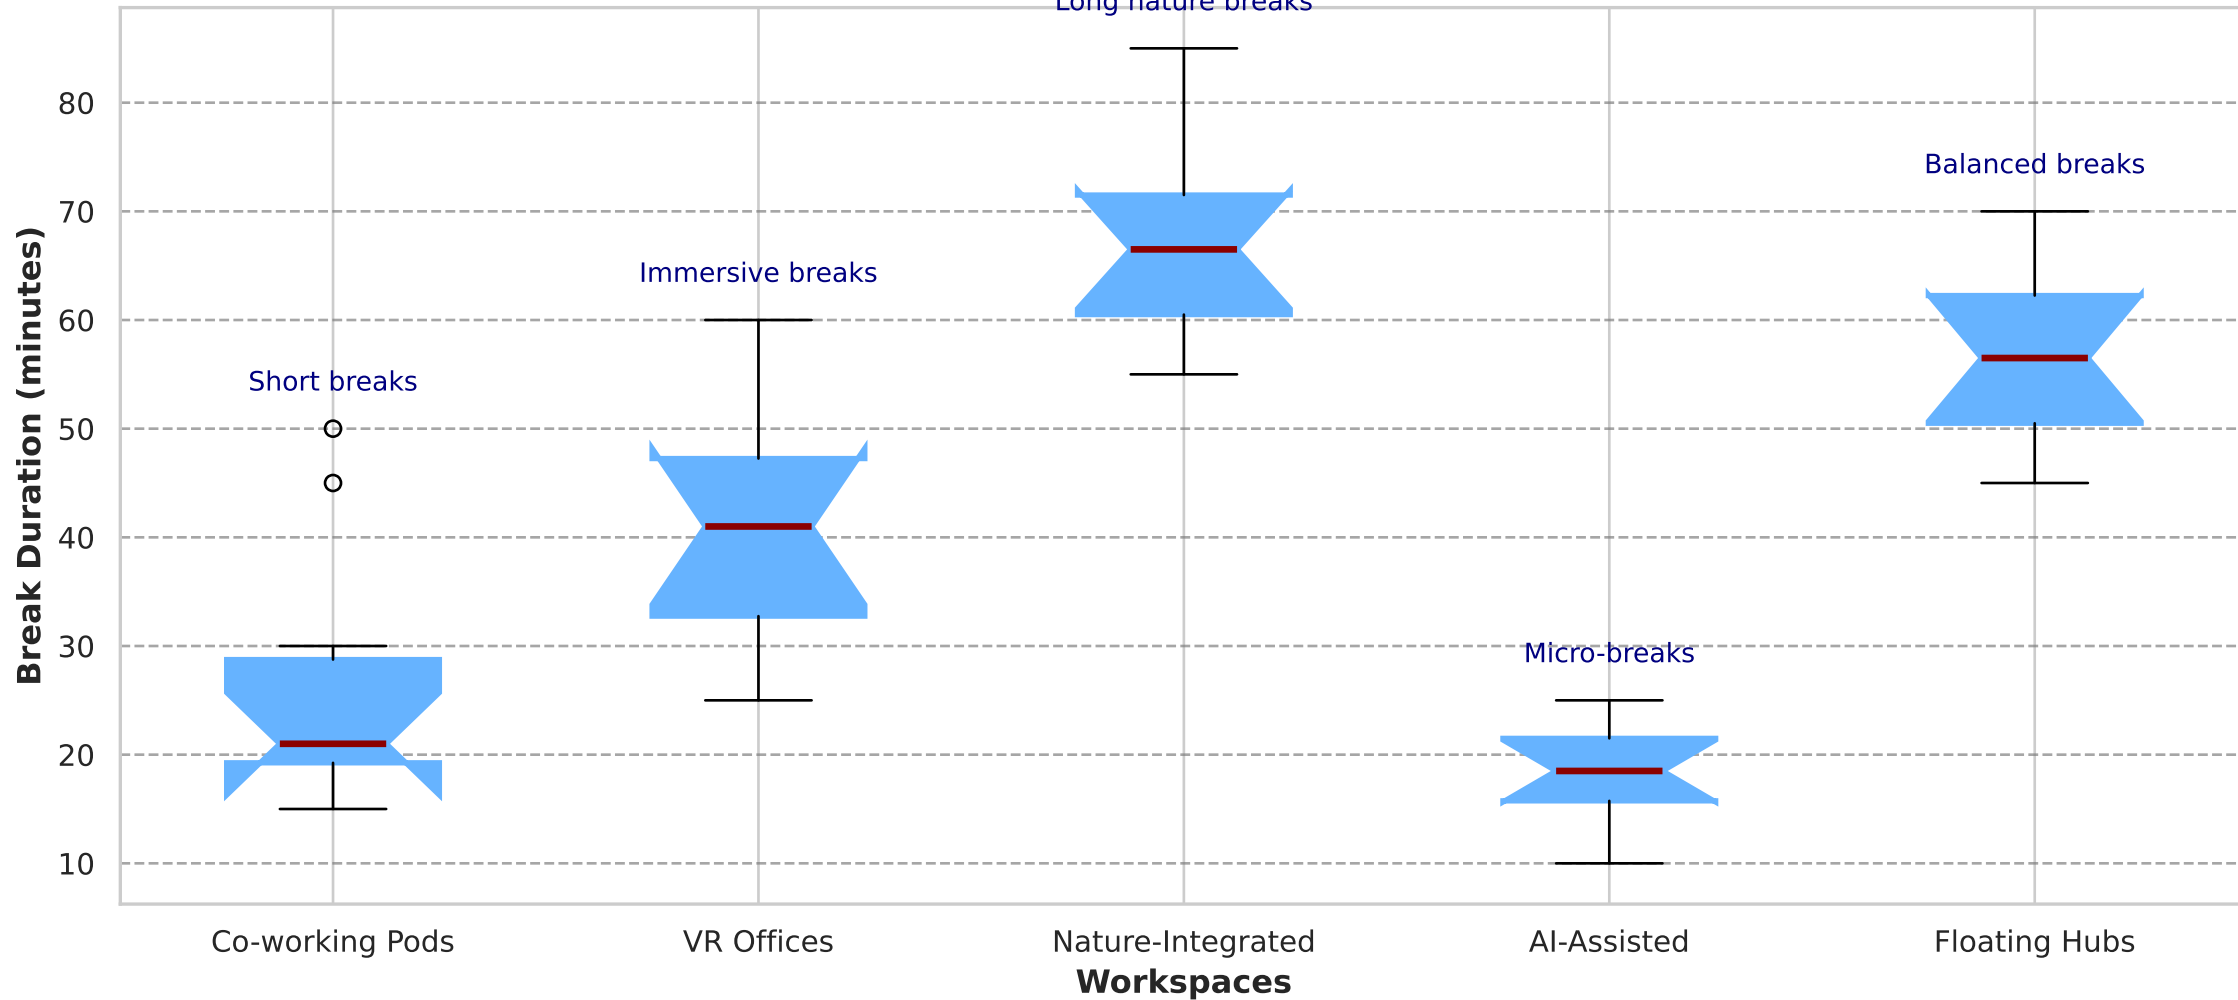 Long nature breaks
Balanced breaks
Immersive breaks
Short breaks
Micro-breaks
Break Duration (minutes)
80
70
60
50
40
30
20
10
Co-working Pods
VR Offices
Nature-Integrated
AI-Assisted
Floating Hubs
Workspaces